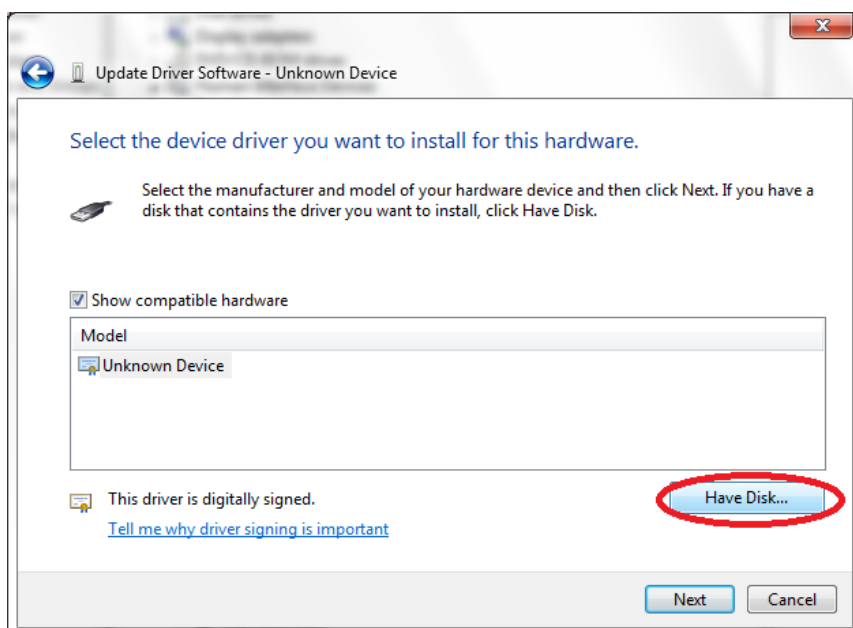 Display adapters
Update Driver Software - Unknown Device
Select the device driver you want to install for this hardware.
Select the manufacturer and model of your hardware device and then click Next. If you have a
disk that contains the driver you want to install, click Have Disk.
Show compatible hardware
Model
Unknown Device
This driver is digitally signed.
Have Disk...
Tell me why driver signing is important
Next
Cancel